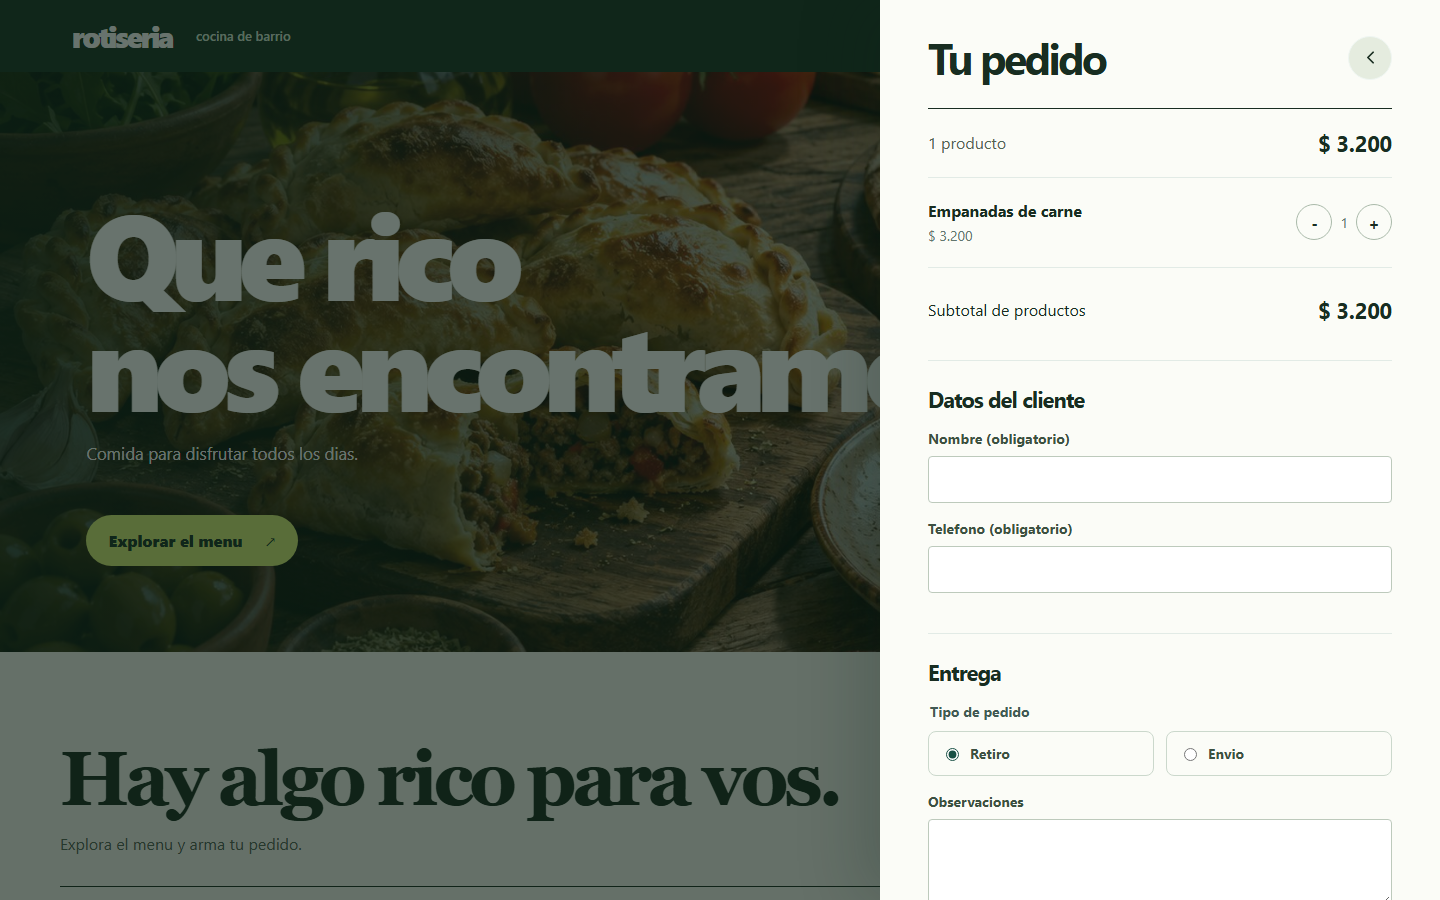 rotiseria
cocina de barrio
Que rico
nos encontram
Comida para disfrutar todos los dias.
Explorar el menu ↗
Hay algo rico para vos.
Explora el menu y arma tu pedido.
Tu pedido
1 producto $ 3.200
Empanadas de carne
$ 3.200
- 1 +
Subtotal de productos $ 3.200
Datos del cliente
Nombre (obligatorio)
Telefono (obligatorio)
Entrega
Tipo de pedido
Retiro Envio
Observaciones